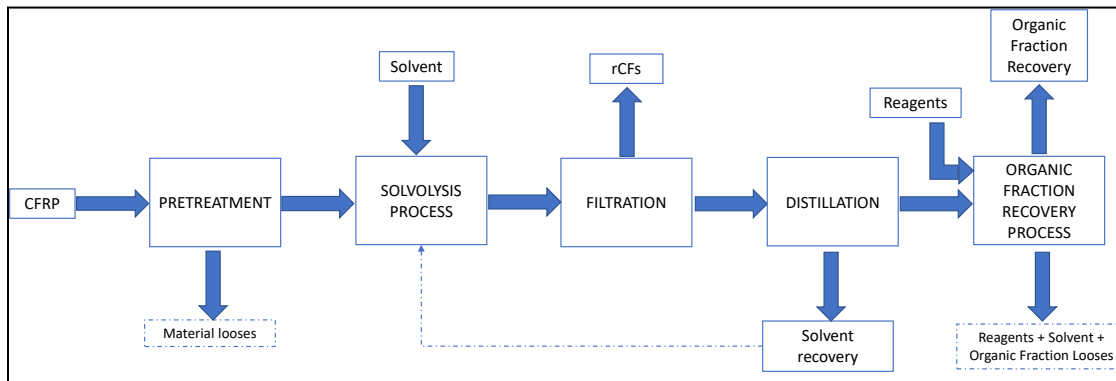 Organic
Fraction
Recovery
Solvent
rCFs
Reagents
CFRP
PRETREATMENT
SOLVOLYSIS
PROCESS
FILTRATION
DISTILLATION
ORGANIC
FRACTION
RECOVERY
PROCESS
Material looses
Solvent
recovery
Reagents + Solvent +
Organic Fraction Looses